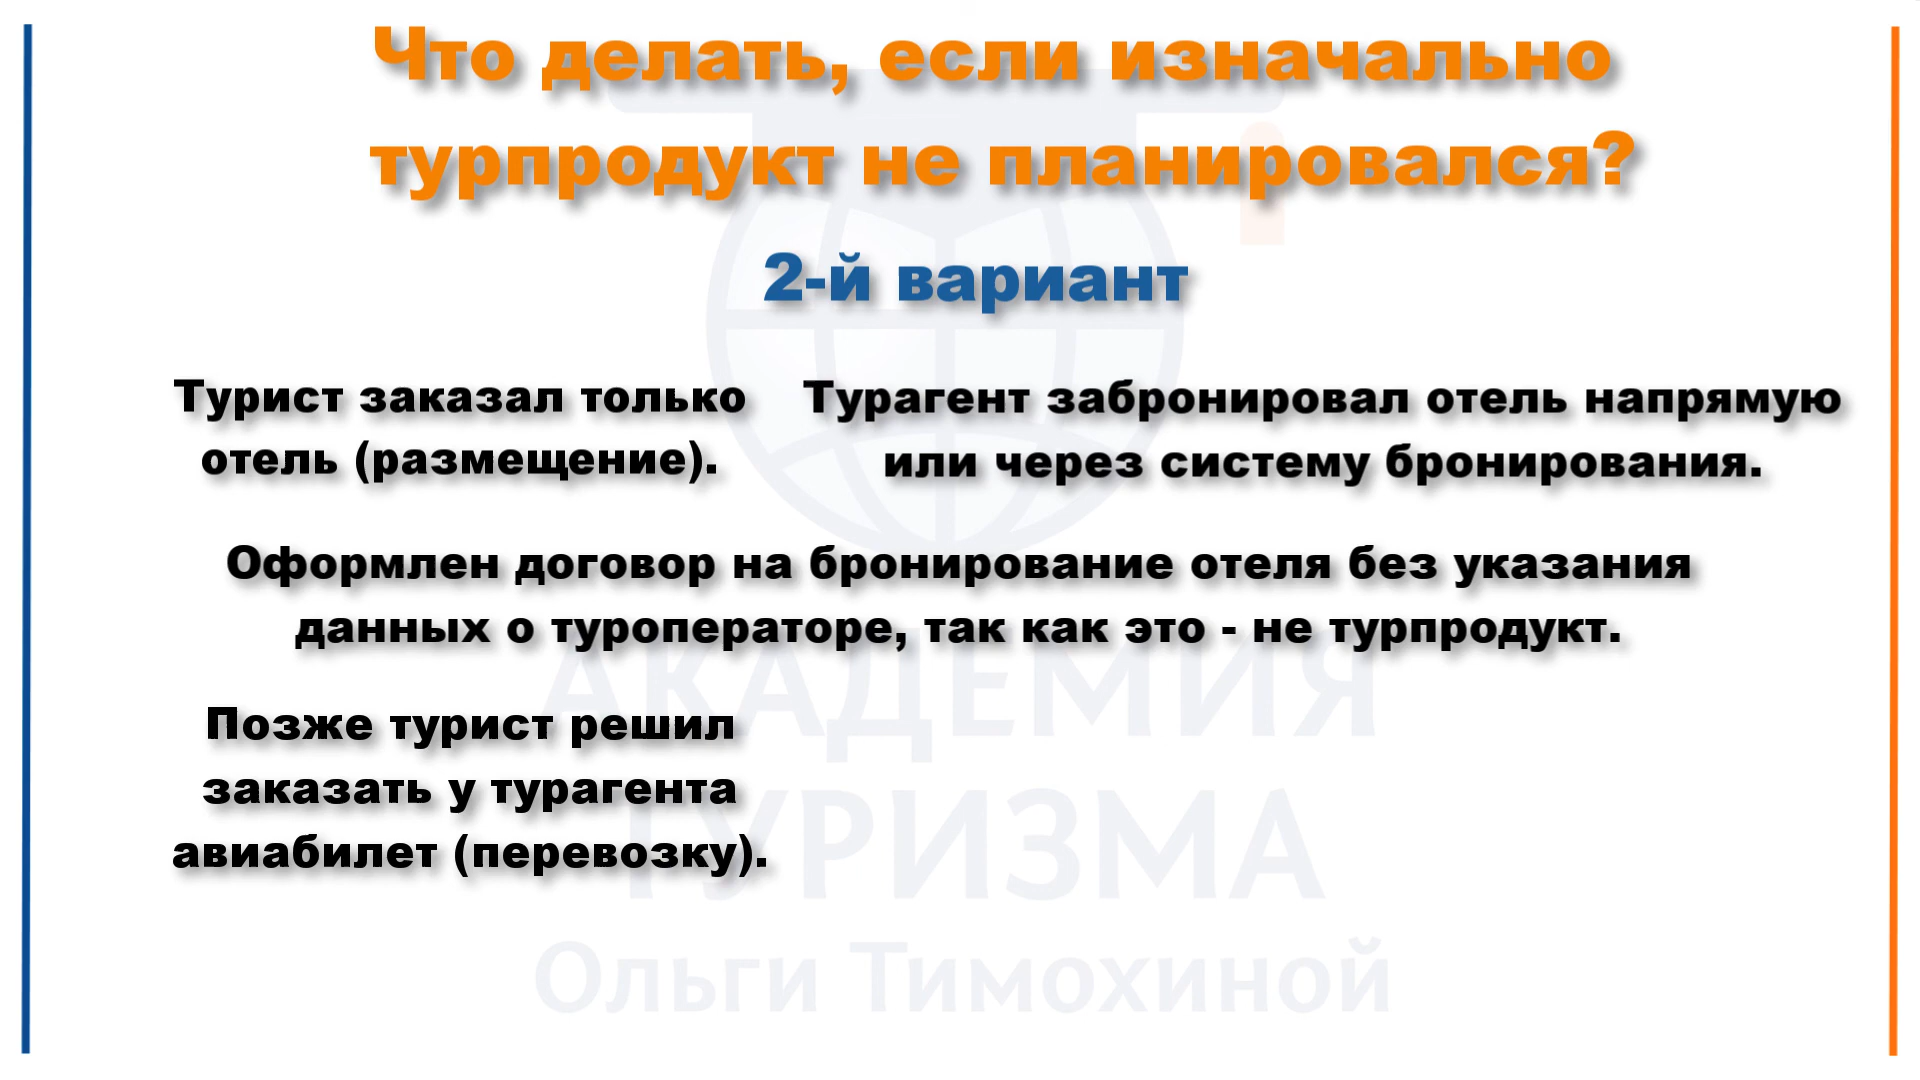 Что делать, если изначально
турпродукт не планировался?
2-й вариант
Турист заказал только
отель (размещение).
Турагент забронировал отель напрямую
или через систему бронирования.
Оформлен договор на бронирование отеля без указания
данных о туроператоре, так как это - не турпродукт.
Позже турист решил
заказать у турагента
авиабилет (перевозку).
АКАДЕМИЯ
ТУРИЗМА
Ольги Тимохиной